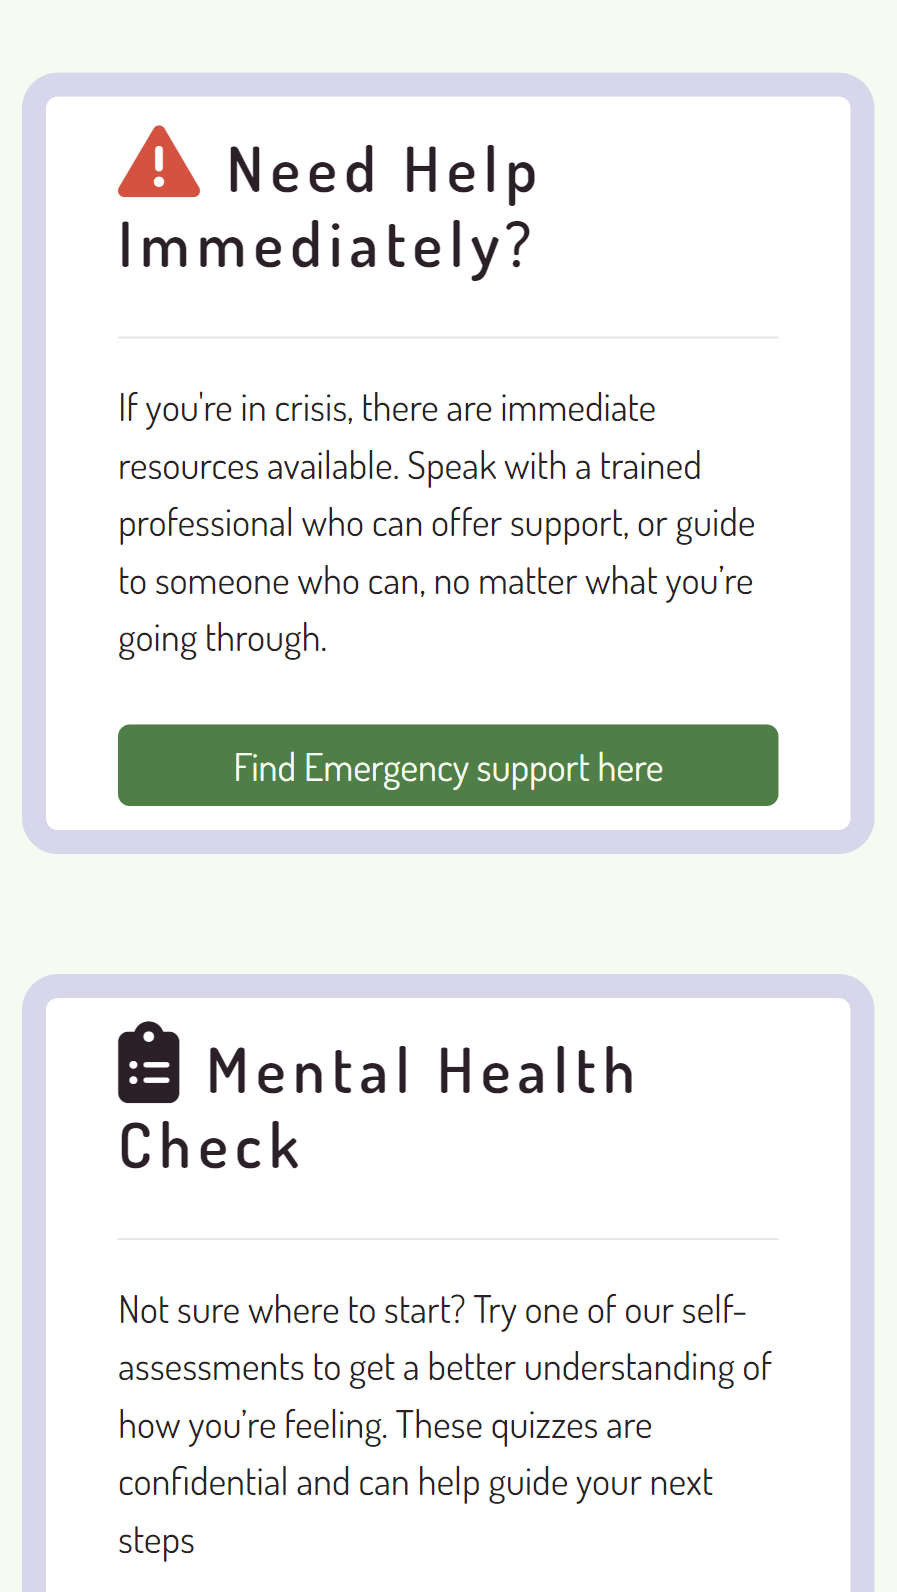 Need Help
Immediately?
If you're in crisis, there are immediate
resources available. Speak with a trained
professional who can offer support, or guide
to someone who can, no matter what you’re
going through.
Find Emergency support here
Mental Health
Check
Not sure where to start? Try one of our self-
assessments to get a better understanding of
how you’re feeling. These quizzes are
confidential and can help guide your next
steps